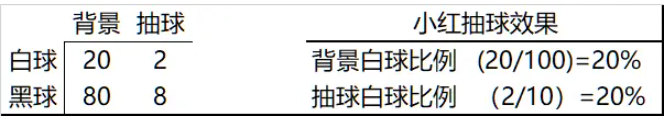 背景 抽球 小红抽球效果
白球 20 2 背景白球比例 (20/100)=20%
黑球 80 8 抽球白球比例 （2/10）=20%